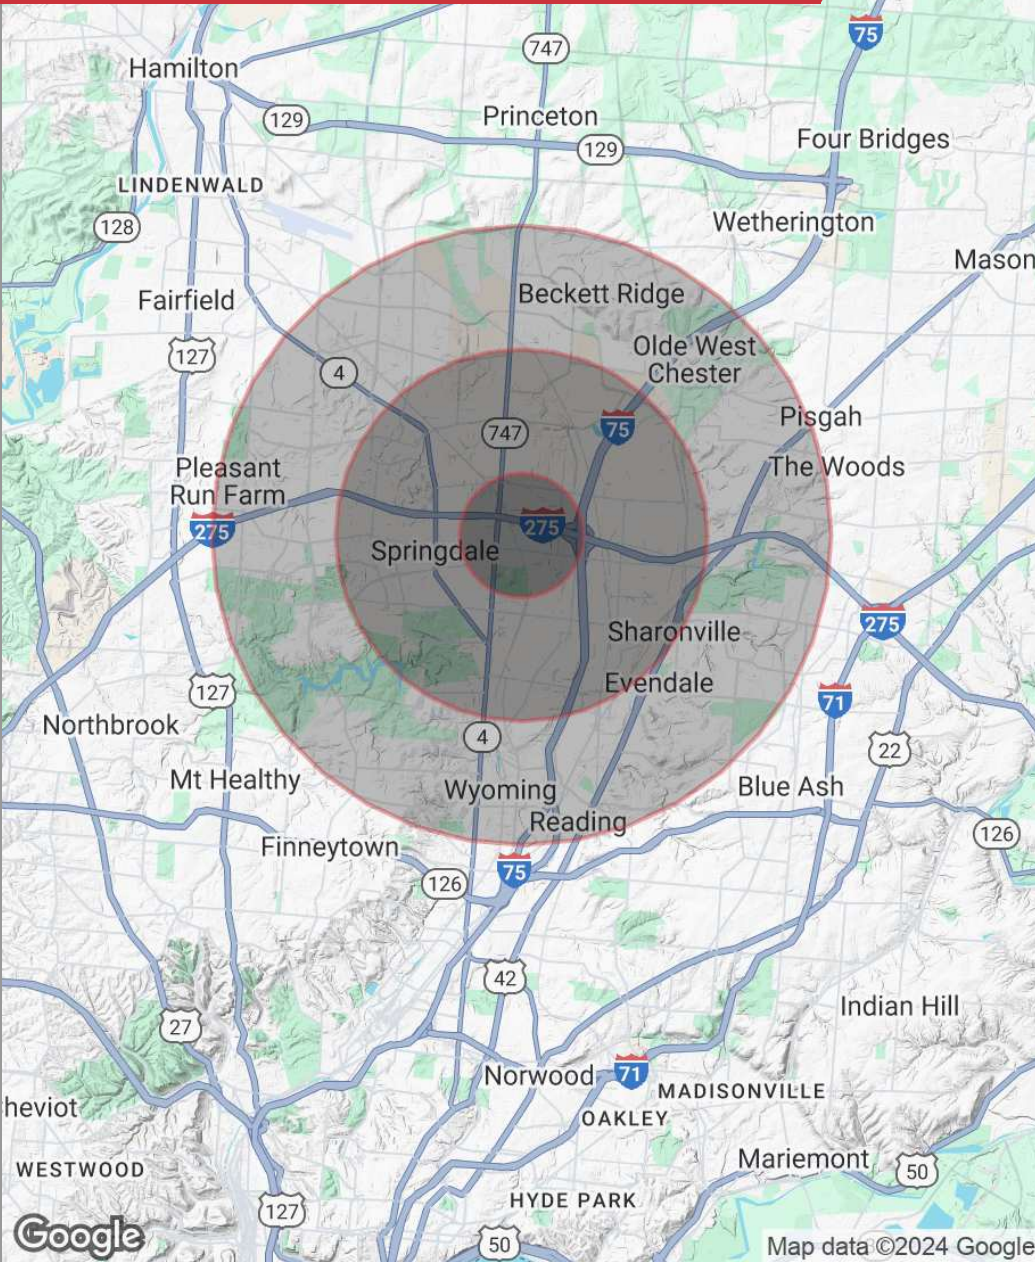 75
747
Hamilton
Princeton
129
Four Bridges
129
LINDENWALD
128
Wetherington
Mason
Beckett Ridge
Fairfield
127
Olde West
Chester
4
Pisgah
747
75
Pleasant
Run Farm
The Woods
275
275
Springdale
275
Sharonville
Evendale
127
71
Northbrook
4
22
Mt Healthy
Wyoming
Blue Ash
Reading
126
Finneytown
75
126
42
Indian Hill
27
Norwood
71
MADISONVILLE
heviot
OAKLEY
WESTWOOD
Mariemont
50
HYDE PARK
127
Google
50
Map data ©2024 Google